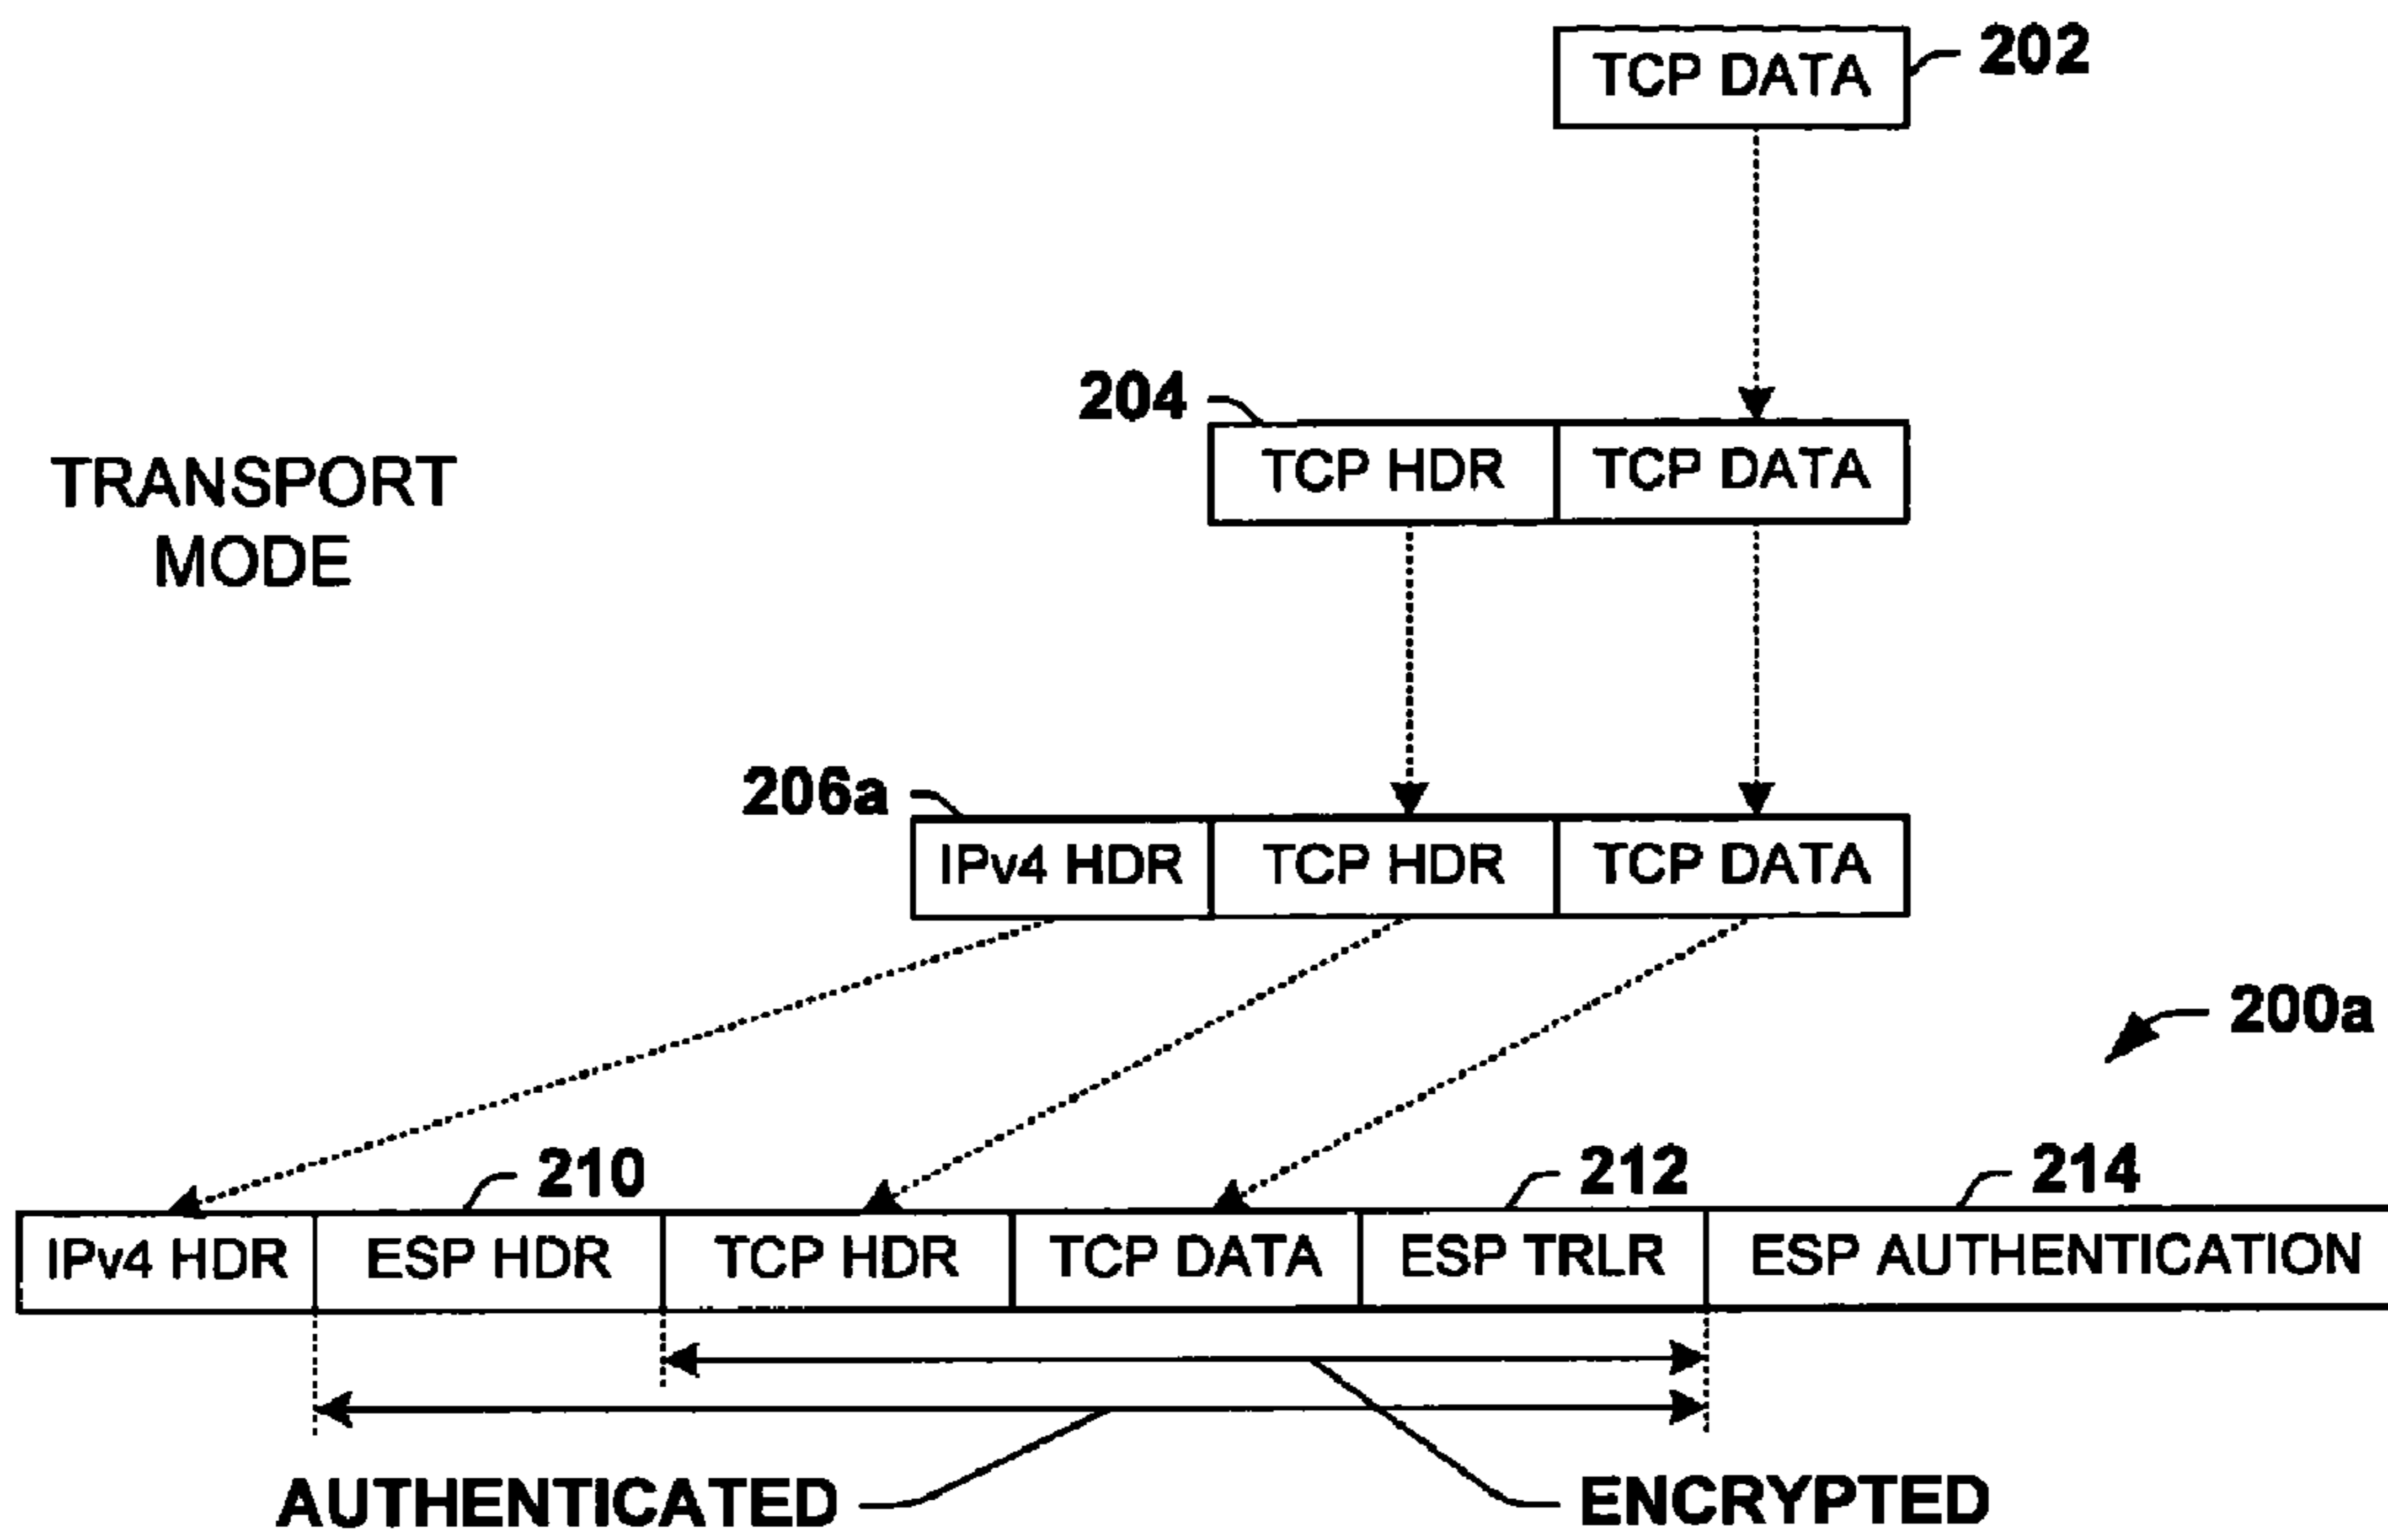 TCP DATA
202
204
TCP HDR
TCP DATA
TRANSPORT
MODE
206a
IPv4 HDR
TCP HDR
TCP DATA
200a
210
212
214
IPv4 HDR
ESP HDR
TCP HDR
TCP DATA
ESP TRLR
ESP AUTHENTICATION
AUTHENTICATED
ENCRYPTED